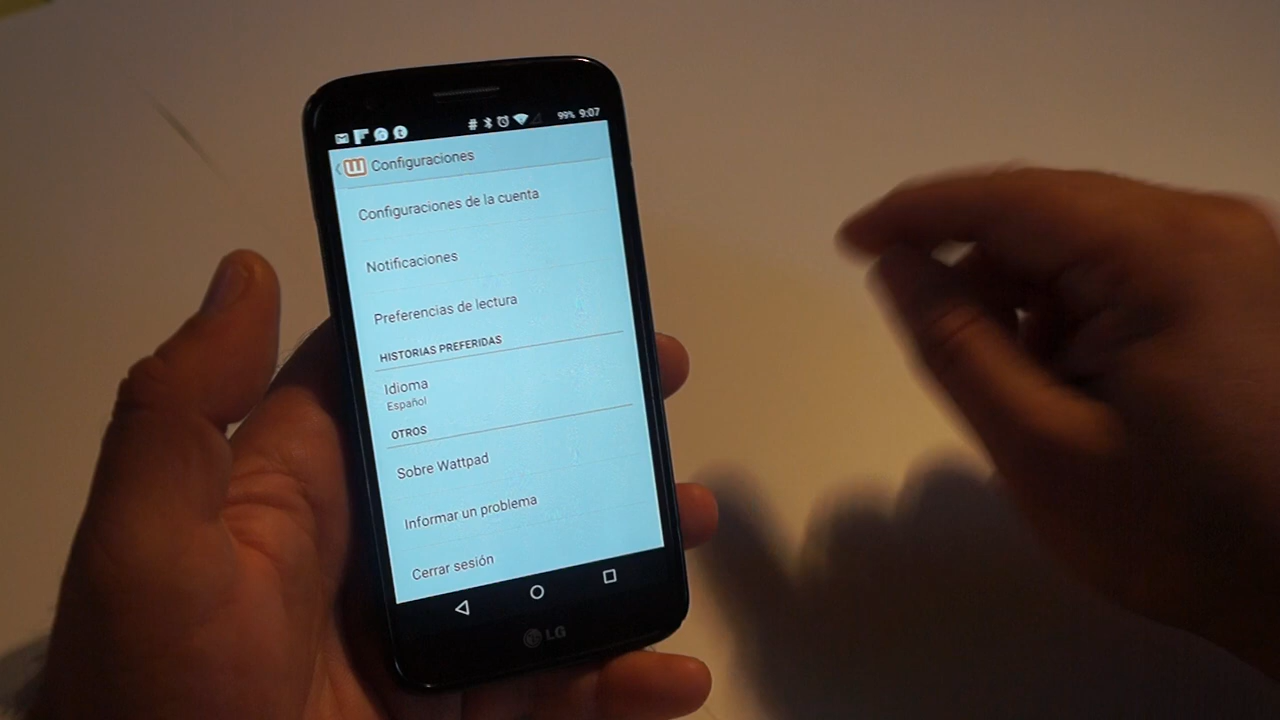 99% 9:07
Configuraciones
Configuraciones de la cuenta
Notificaciones
Preferencias de lectura
HISTORIAS PREFERIDAS
Idioma
Español
OTROS
Sobre Wattpad
Informar un problema
Cerrar sesión
LG